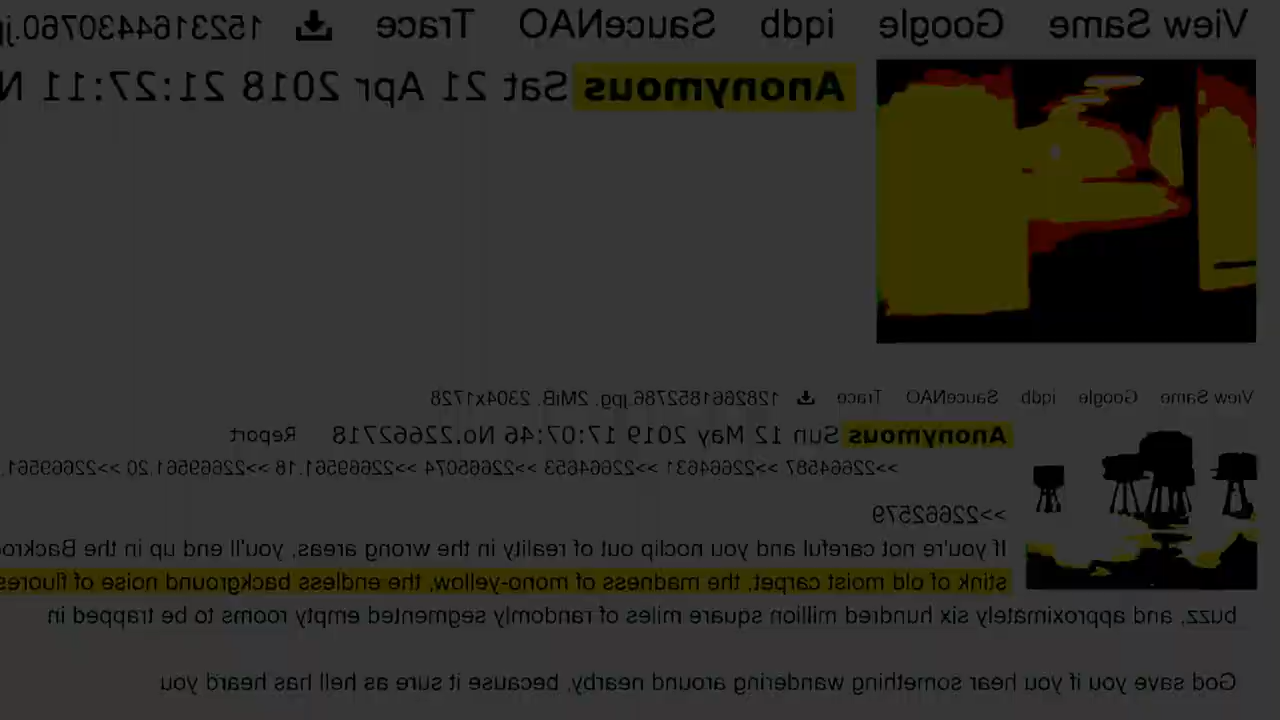 View Same Google iqdb SauceNAO Trace 1523164430760.j
Anonymous Sat 21 Apr 2018 21:27:11 N
View Same Google iqdb SauceNAO Trace 1282661852786.jpg, 2MiB, 2304x1728
Anonymous Sun 12 May 2019 17:07:46 No.22662718 Report
>>22664587 >>22664631 >>22664653 >>22665074 >>22669561.18 >>22669561.20 >>22669561.
>>22662579
If you're not careful and you noclip out of reality in the wrong areas, you'll end up in the Backroo
stink of old moist carpet, the madness of mono-yellow, the endless background noise of fluores
buzz, and approximately six hundred million square miles of randomly segmented empty rooms to be trapped in
God save you if you hear something wandering around nearby, because it sure as hell has heard you